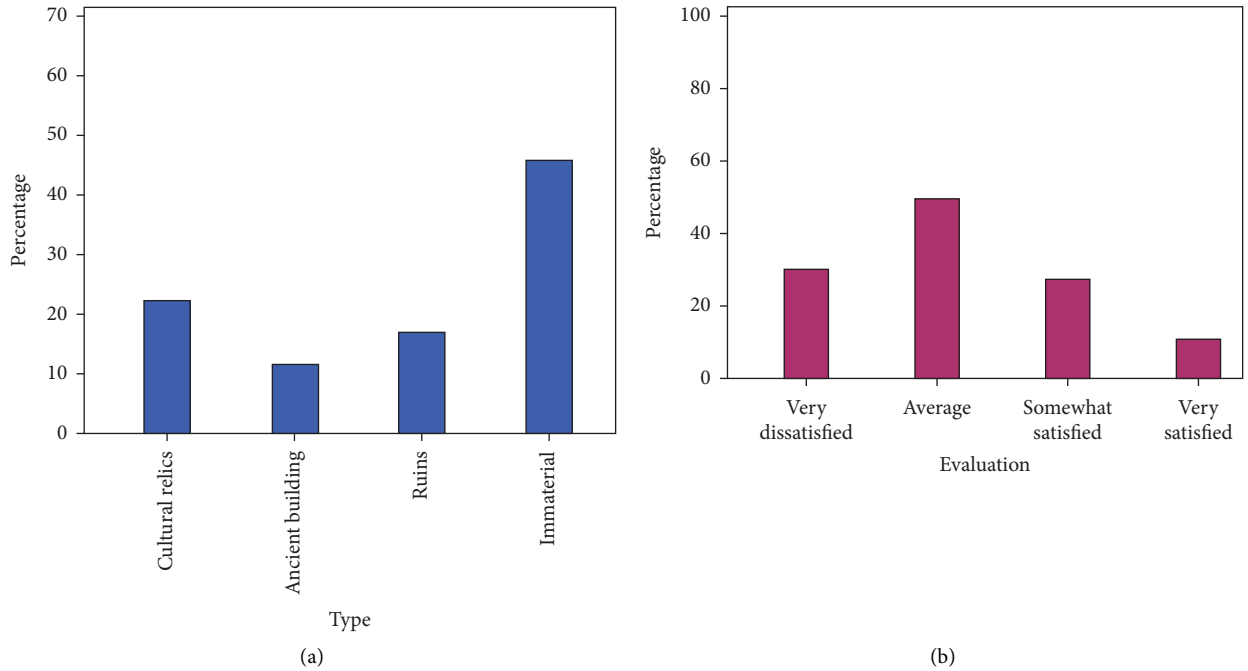 70
60
50
40
30
20
10
0
Percentage
Cultural relics
Ancient building
Ruins
Immaterial
Type
(a)
100
80
60
40
20
0
Percentage
Very
dissatisfied
Average
Somewhat
satisfied
Very
satisfied
Evaluation
(b)